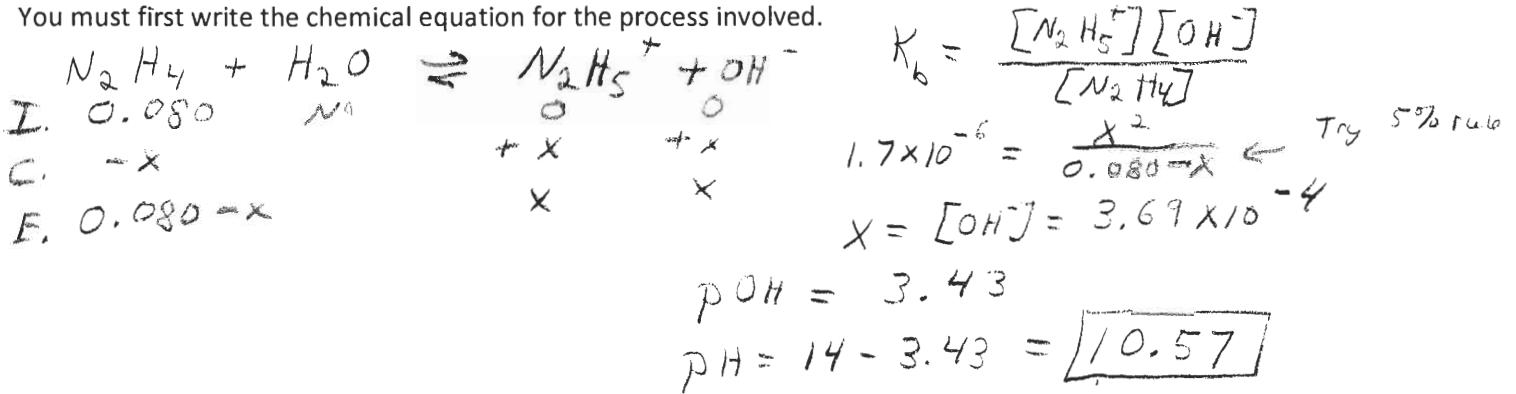 You must first write the chemical equation for the process involved.
N₂H₄ + H₂O ⇌ N₂H₅⁺ + OH⁻
I. 0.080 NA 0 0
C. -x +x +x
E. 0.080-x x x
K_b = [N₂H₅⁺][OH⁻] / [N₂H₄]
1.7×10⁻⁶ = x² / 0.080-x ← Try 5% rule
x = [OH⁻] = 3.69×10⁻⁴
pOH = 3.43
pH = 14 - 3.43 = 10.57